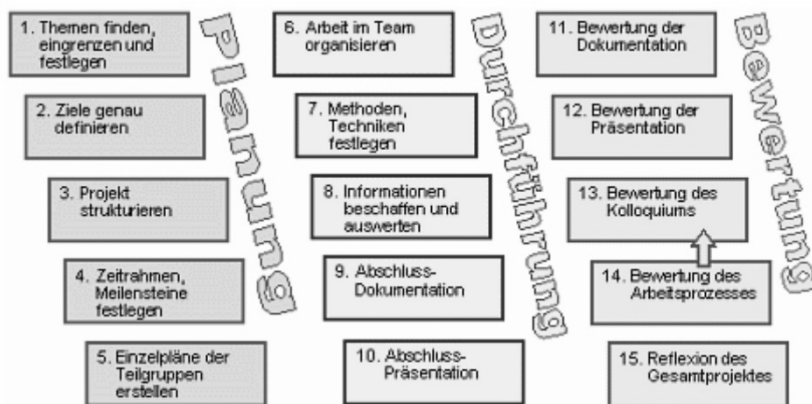 1. Themen finden,
eingrenzen und
festlegen
2. Ziele genau
definieren
3. Projekt
strukturieren
4. Zeitrahmen,
Meilensteine
festlegen
5. Einzelpläne der
Teilgruppen
erstellen
Planung
6. Arbeit im Team
organisieren
7. Methoden,
Techniken
festlegen
8. Informationen
beschaffen und
auswerten
9. Abschluss-
Dokumentation
10. Abschluss-
Präsentation
Durchführung
11. Bewertung der
Dokumentation
12. Bewertung der
Präsentation
13. Bewertung des
Kolloquiums
14. Bewertung des
Arbeitsprozesses
15. Reflexion des
Gesamtprojektes
Bewertung